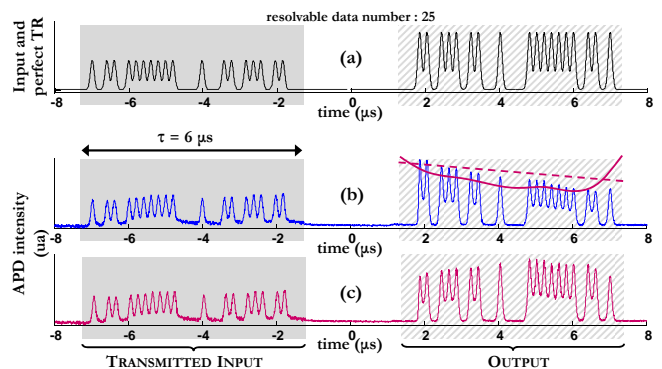 resolvable data number : 25
Input and
perfect TR
(a)
-8 -6 -4 -2 0 2 4 6 8
time (μs)
τ = 6 μs
APD intensity
(ua)
(b)
-8 -6 -4 -2 0 2 4 6 8
time (μs)
(c)
-8 -6 -4 -2 0 2 4 6 8
time (μs)
TRANSMITTED INPUT
OUTPUT